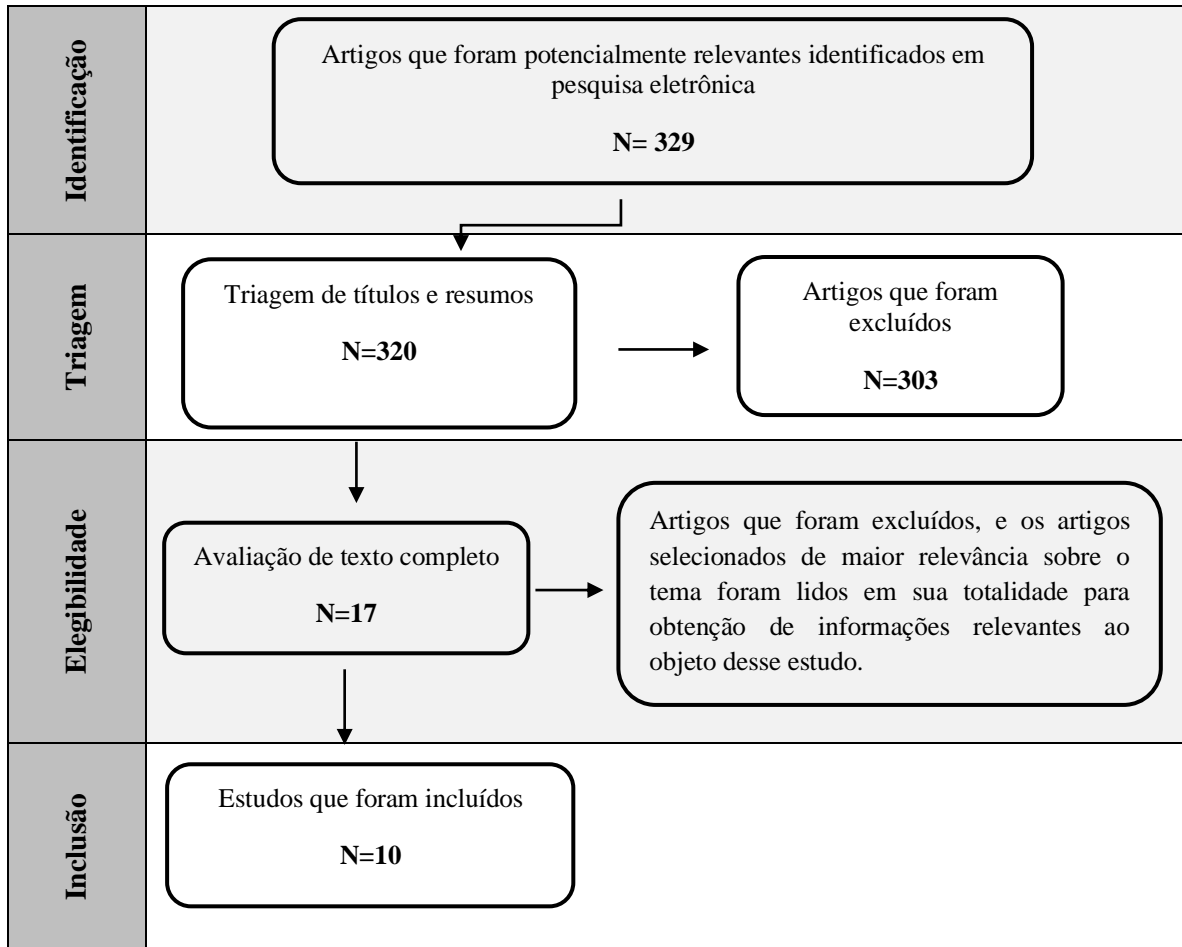 Identificação
Artigos que foram potencialmente relevantes identificados em
pesquisa eletrônica
N= 329
Triagem
Triagem de títulos e resumos
N=320
Artigos que foram
excluídos
N=303
Elegibilidade
Avaliação de texto completo
N=17
Artigos que foram excluídos, e os artigos
selecionados de maior relevância sobre o
tema foram lidos em sua totalidade para
obtenção de informações relevantes ao
objeto desse estudo.
Inclusão
Estudos que foram incluídos
N=10